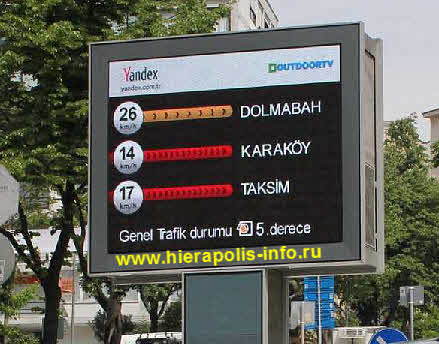 Yandex
yandex.com.tr
OUTDOORTV
26 km/h DOLMABAH
14 km/h KARAKÖY
17 km/h TAKSİM
Genel Trafik durumu 5.derece
www.hierapolis-info.ru